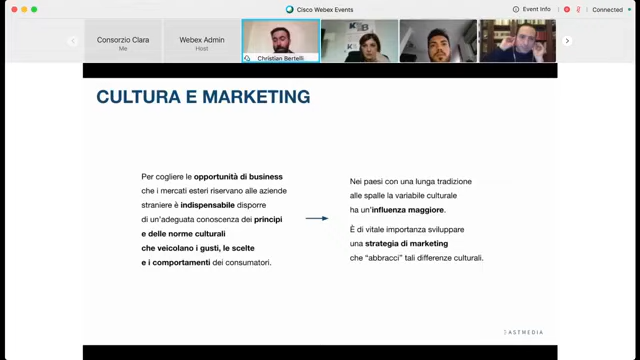 Cisco Webex Events
Event Info
Connected
Consorzio Clara
Me
Webex Admin
Host
Christian Bertelli
CULTURA E MARKETING
Per cogliere le opportunità di business
che i mercati esteri riservano alle aziende
straniere è indispensabile disporre
di un'adeguata conoscenza dei principi
e delle norme culturali
che veicolano i gusti, le scelte
e i comportamenti dei consumatori.
Nei paesi con una lunga tradizione
alle spalle la variabile culturale
ha un'influenza maggiore.
È di vitale importanza sviluppare
una strategia di marketing
che “abbracci” tali differenze culturali.
ASTMEDIA